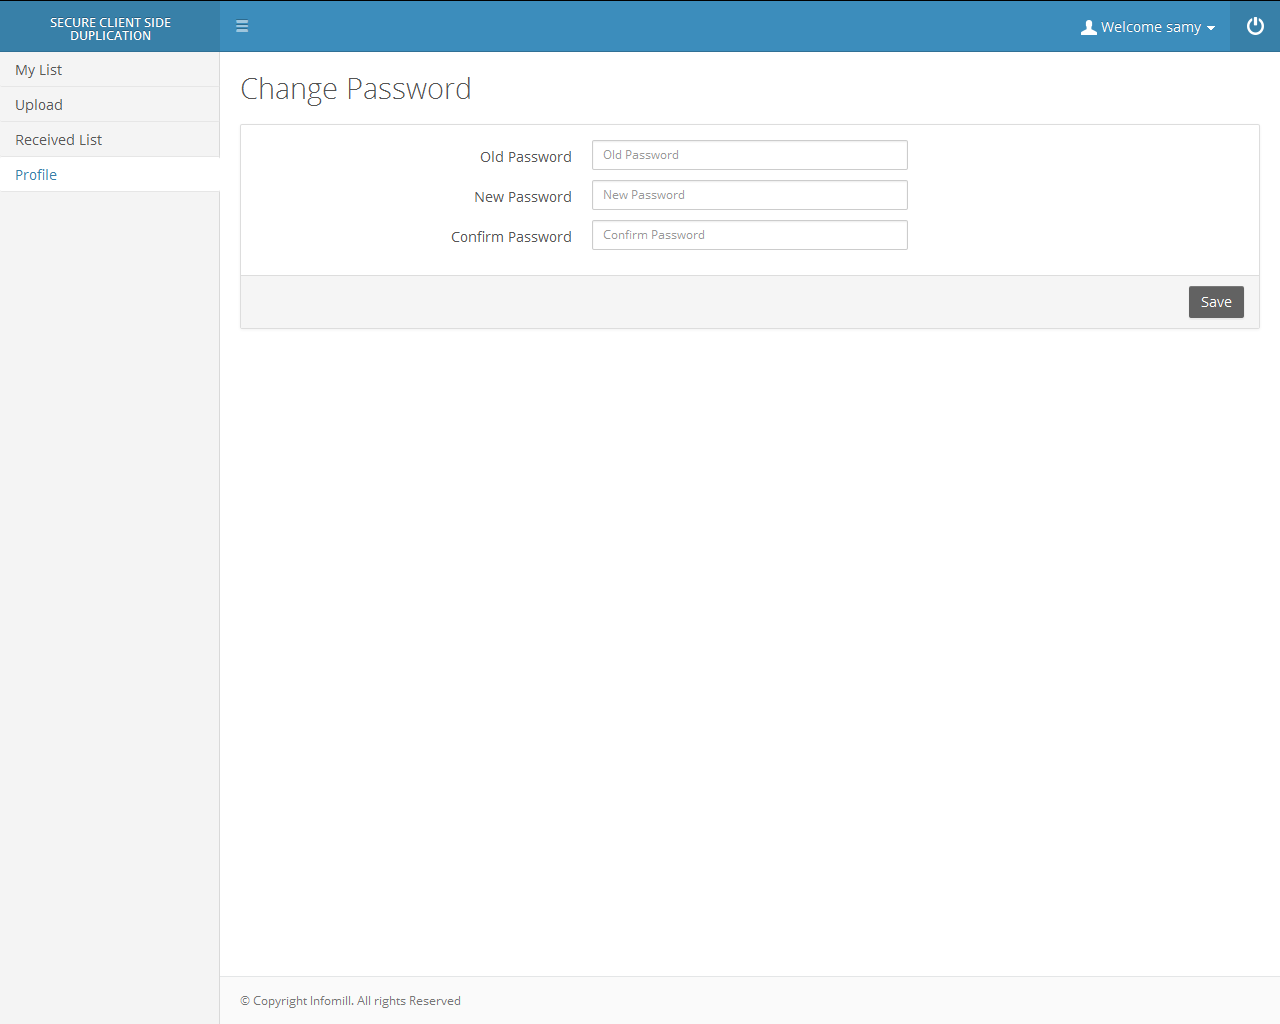 SECURE CLIENT SIDE
DUPLICATION
Welcome samy
My List
Upload
Received List
Profile
Change Password
Old Password Old Password
New Password New Password
Confirm Password Confirm Password
Save
© Copyright Infomill. All rights Reserved